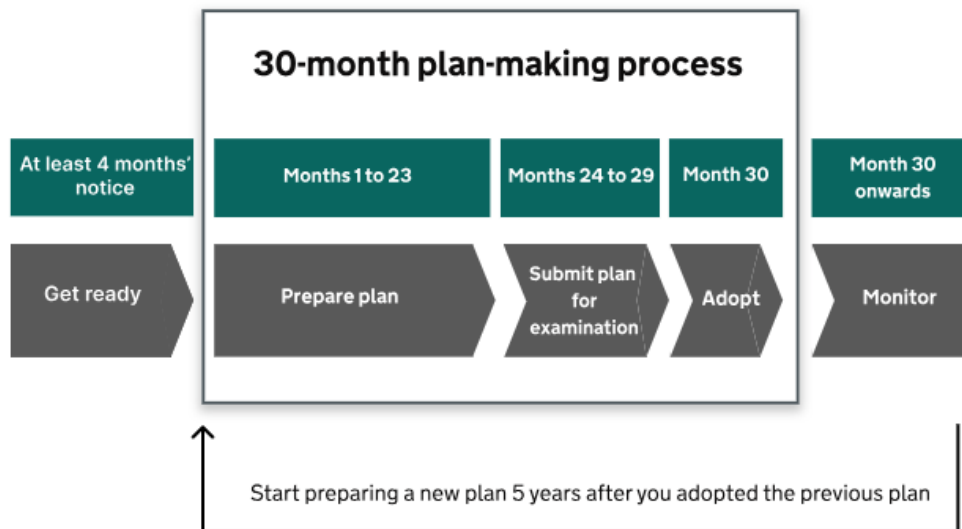 30-month plan-making process
At least 4 months’
notice
Months 1 to 23
Months 24 to 29
Month 30
Month 30
onwards
Get ready
Prepare plan
Submit plan
for
examination
Adopt
Monitor
Start preparing a new plan 5 years after you adopted the previous plan